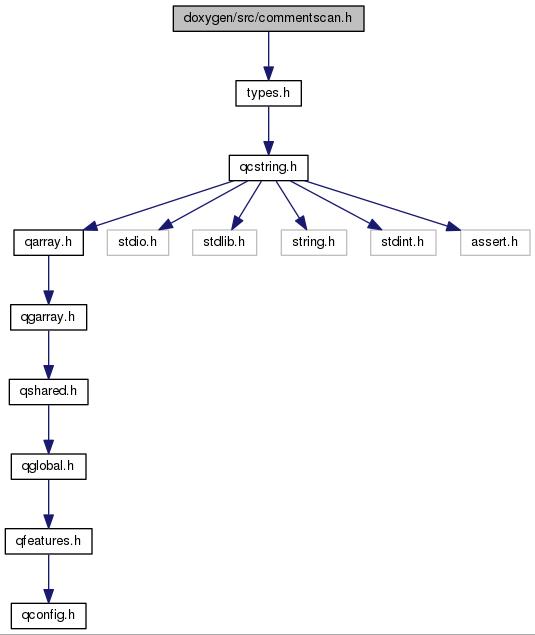 doxygen/src/commentscan.h
types.h
qcstring.h
qarray.h stdio.h stdlib.h string.h stdint.h assert.h
qgarray.h
qshared.h
qglobal.h
qfeatures.h
qconfig.h